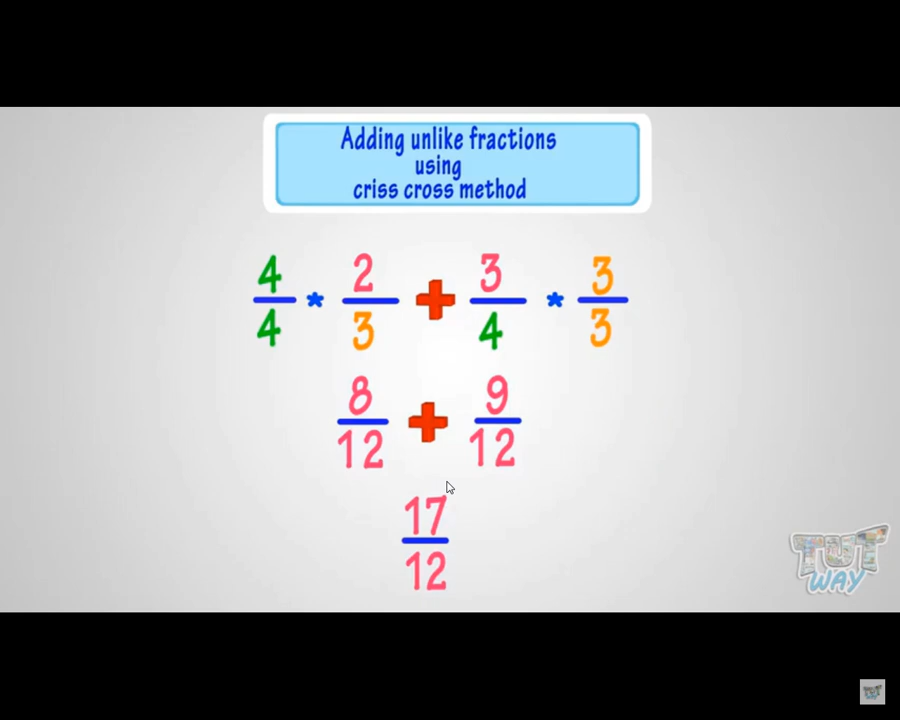 Adding unlike fractions
using
criss cross method
4/4 * 2/3 + 3/4 * 3/3
8/12 + 9/12
17/12
TUT
WAY